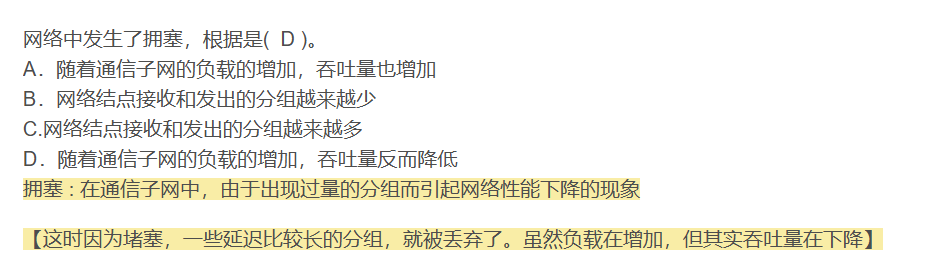 网络中发生了拥塞，根据是( D )。
A．随着通信子网的负载的增加，吞吐量也增加
B．网络结点接收和发出的分组越来越少
C.网络结点接收和发出的分组越来越多
D．随着通信子网的负载的增加，吞吐量反而降低
拥塞 : 在通信子网中，由于出现过量的分组而引起网络性能下降的现象
【这时因为堵塞，一些延迟比较长的分组，就被丢弃了。虽然负载在增加，但其实吞吐量在下降】